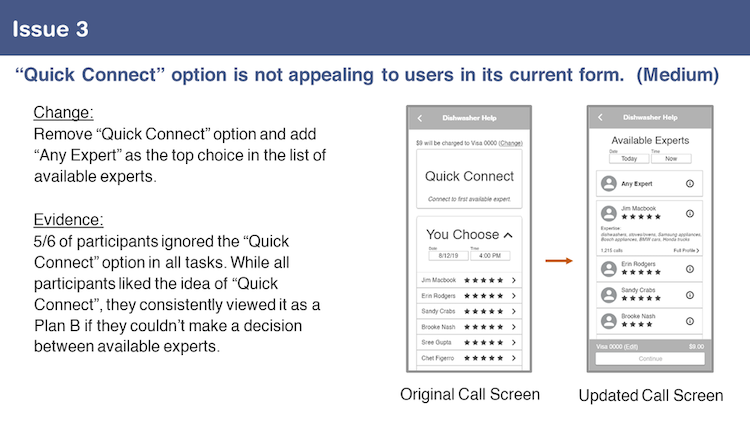 Issue 3
“Quick Connect” option is not appealing to users in its current form.  (Medium)
Change:
Remove “Quick Connect” option and add
“Any Expert” as the top choice in the list of
available experts.
Evidence:
5/6 of participants ignored the “Quick
Connect” option in all tasks. While all
participants liked the idea of “Quick
Connect”, they consistently viewed it as a
Plan B if they couldn’t make a decision
between available experts.
Dishwasher Help
$9 will be charged to Visa 0000 (Change)
Quick Connect
Connect to first available expert.
You Choose
Date Time
8/12/19 4:00 PM
Jim Macbook
Erin Rodgers
Sandy Crabs
Brooke Nash
Sree Gupta
Chet Figerro
Original Call Screen
Dishwasher Help
Available Experts
Date Time
Today Now
Any Expert
Jim Macbook
Expertise:
dishwashers, stoves/ovens, Samsung appliances,
Bosch appliances, BMW cars, Honda trucks
1,215 calls Full Profile
Erin Rodgers
Sandy Crabs
Brooke Nash
Visa 0000 (Edit) $9.00
Continue
Updated Call Screen